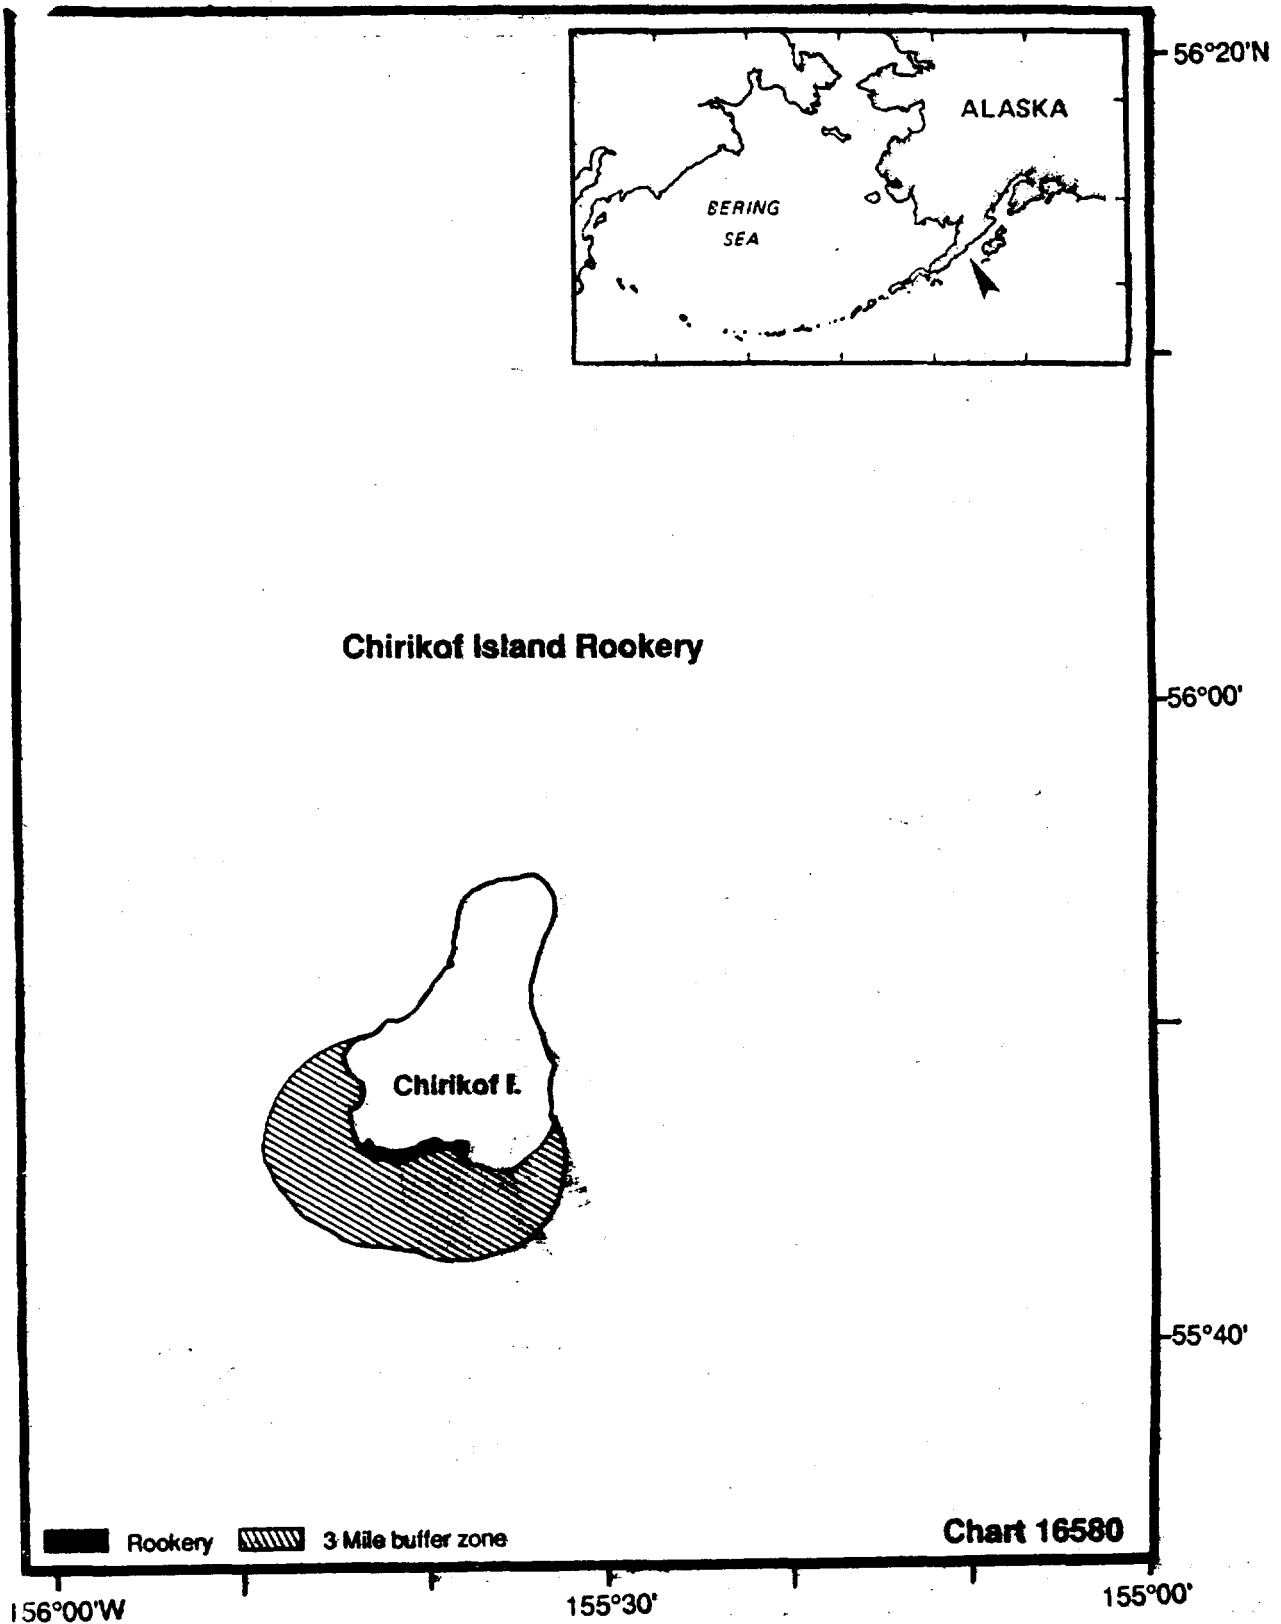 56°20'N
ALASKA
BERING
SEA
Chirikof Island Rookery
56°00'
Chirikof I.
55°40'
Rookery
3 Mile buffer zone
Chart 16580
156°00'W
155°30'
155°00'